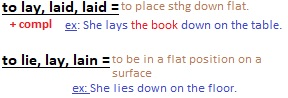 to lay, laid, laid = to place sthg down flat.
+ compl ex: She lays the book down on the table.
to lie, lay, lain = to be in a flat position on a
surface
ex: She lies down on the floor.